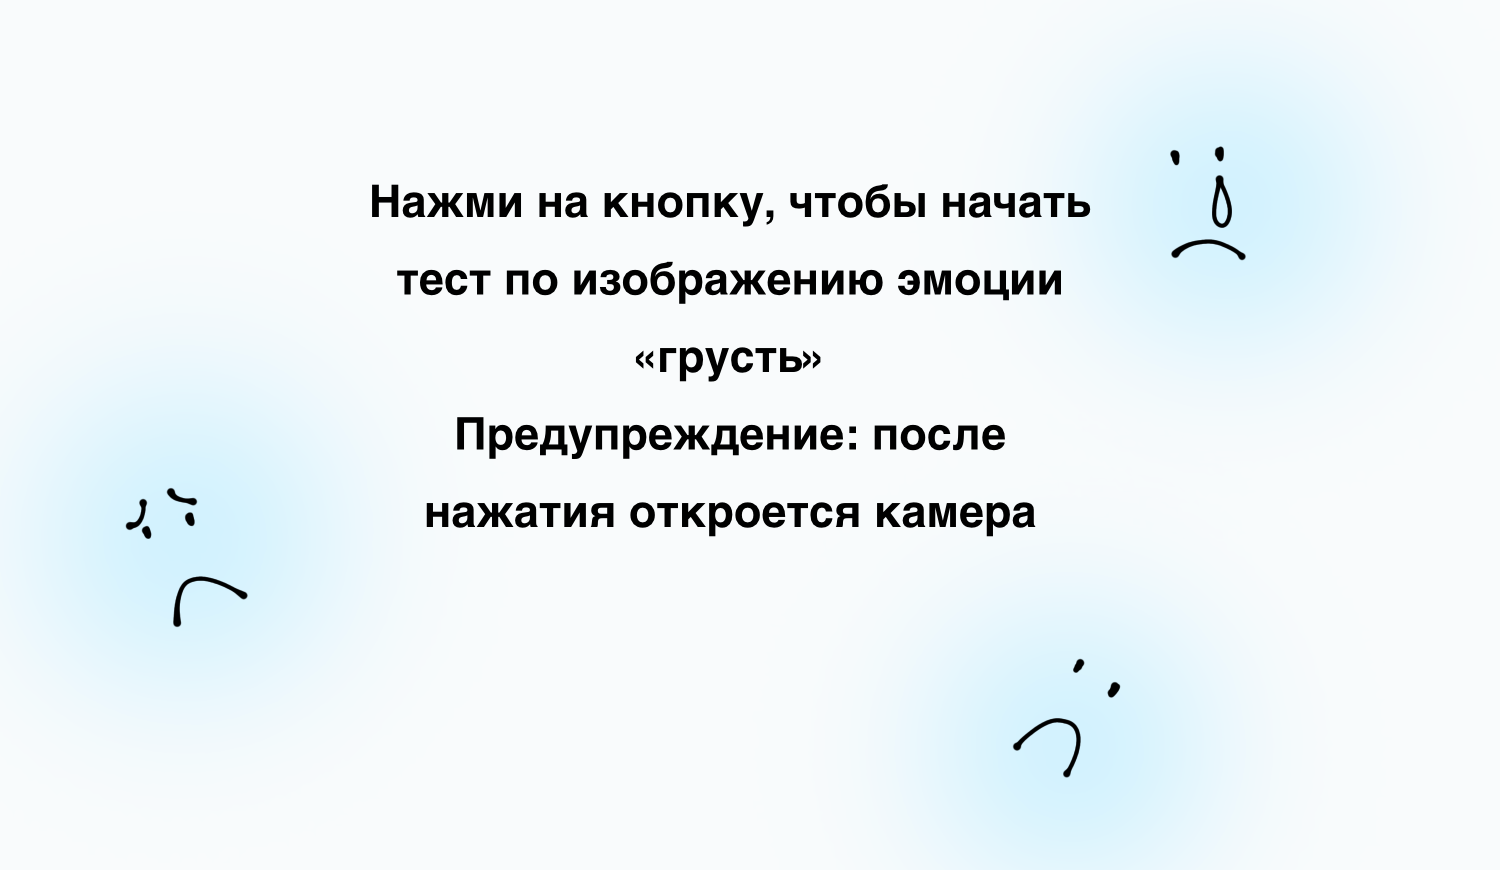 Нажми на кнопку, чтобы начать
тест по изображению эмоции
«грусть»
Предупреждение: после
нажатия откроется камера